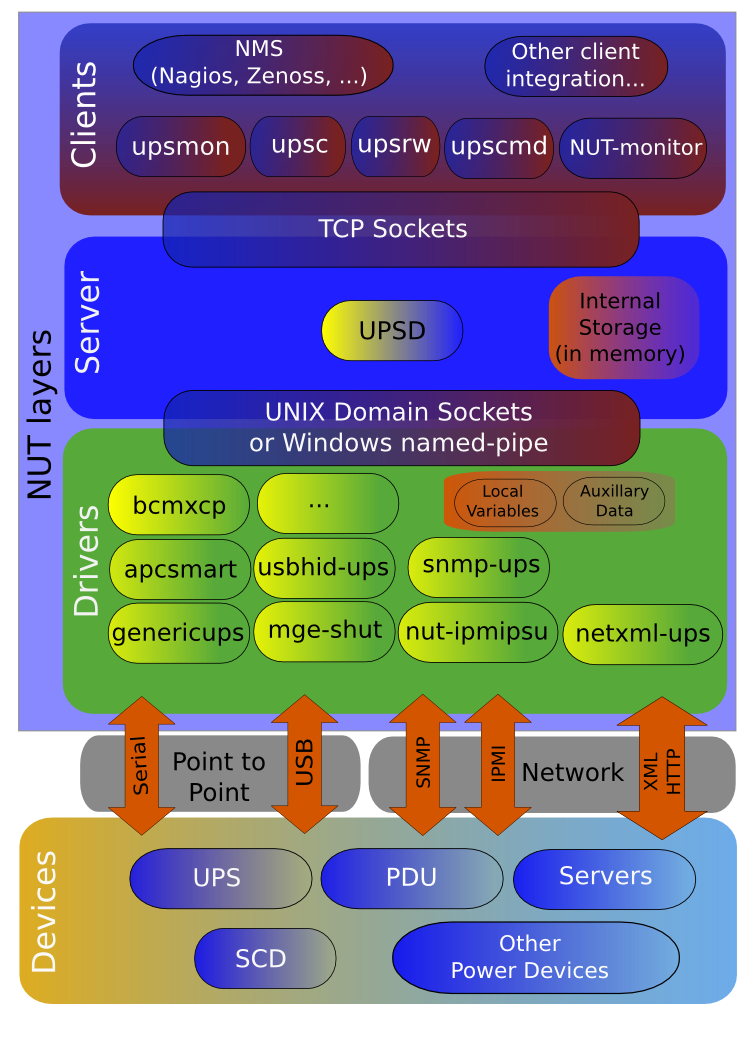 NUT layers
Clients
NMS
(Nagios, Zenoss, ...)
Other client
integration...
upsmon
upsc
upsrw
upscmd
NUT-monitor
TCP Sockets
Server
UPSD
Internal
Storage
(in memory)
UNIX Domain Sockets
or Windows named-pipe
Drivers
bcmxcp
...
Local
Variables
Auxillary
Data
apcsmart
usbhid-ups
snmp-ups
genericups
mge-shut
nut-ipmipsu
netxml-ups
Serial
Point to
Point
USB
SNMP
IPMI
Network
XML
HTTP
Devices
UPS
PDU
Servers
SCD
Other
Power Devices